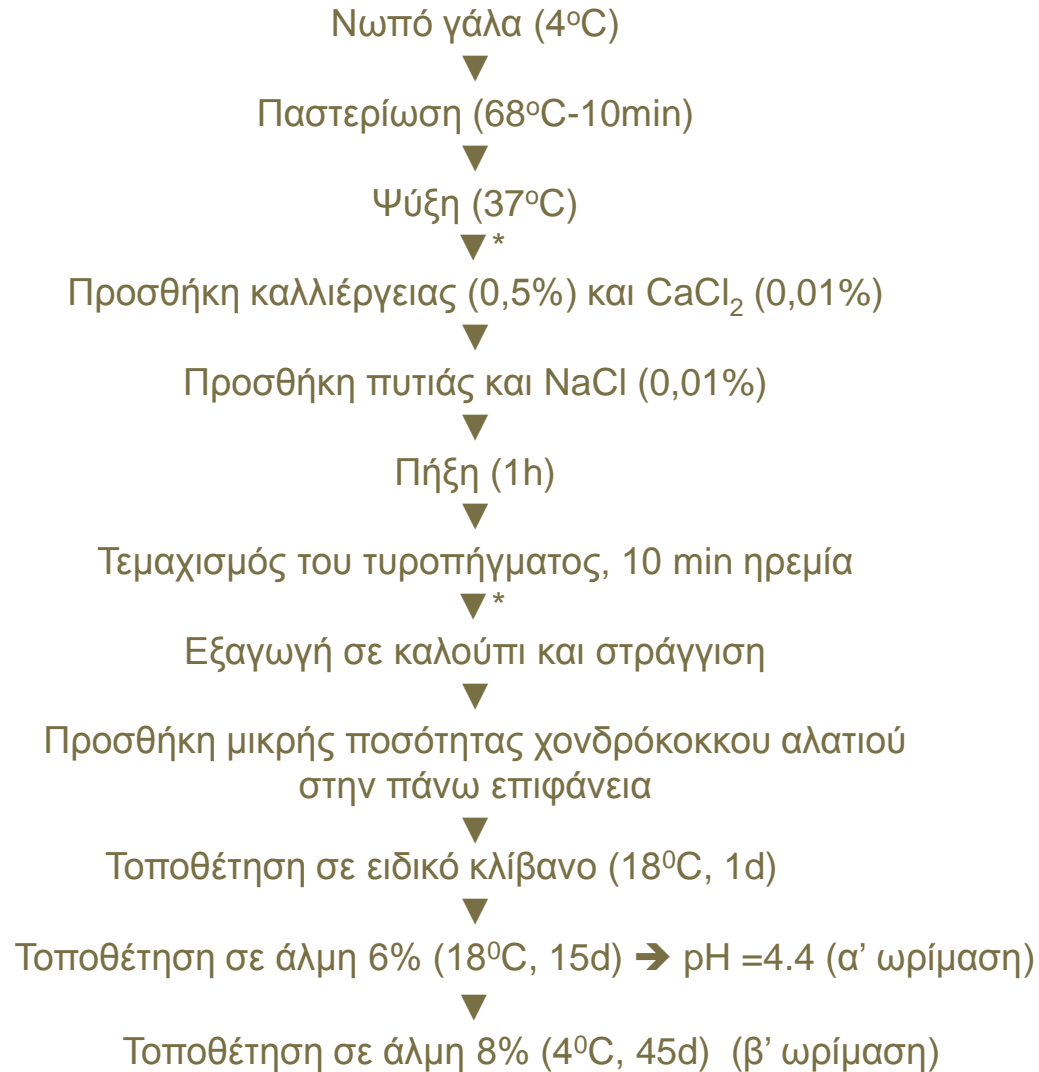 Νωπό γάλα (4°C)
▼
Παστερίωση (68°C-10min)
▼
Ψύξη (37°C)
▼*
Προσθήκη καλλιέργειας (0,5%) και CaCl₂ (0,01%)
▼
Προσθήκη πυτιάς και NaCl (0,01%)
▼
Πήξη (1h)
▼
Τεμαχισμός του τυροπήγματος, 10 min ηρεμία
▼*
Εξαγωγή σε καλούπι και στράγγιση
▼
Προσθήκη μικρής ποσότητας χονδρόκοκκου αλατιού
στην πάνω επιφάνεια
▼
Τοποθέτηση σε ειδικό κλίβανο (18⁰C, 1d)
▼
Τοποθέτηση σε άλμη 6% (18⁰C, 15d) ➔ pH =4.4 (α’ ωρίμαση)
▼
Τοποθέτηση σε άλμη 8% (4⁰C, 45d) (β’ ωρίμαση)